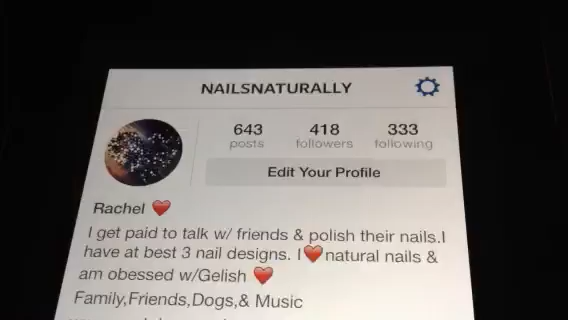 NAILSNATURALLY
643 418 333
posts followers following
Edit Your Profile
Rachel ❤️
I get paid to talk w/ friends & polish their nails.I
have at best 3 nail designs. I❤️natural nails &
am obessed w/Gelish ❤️
Family,Friends,Dogs,& Music